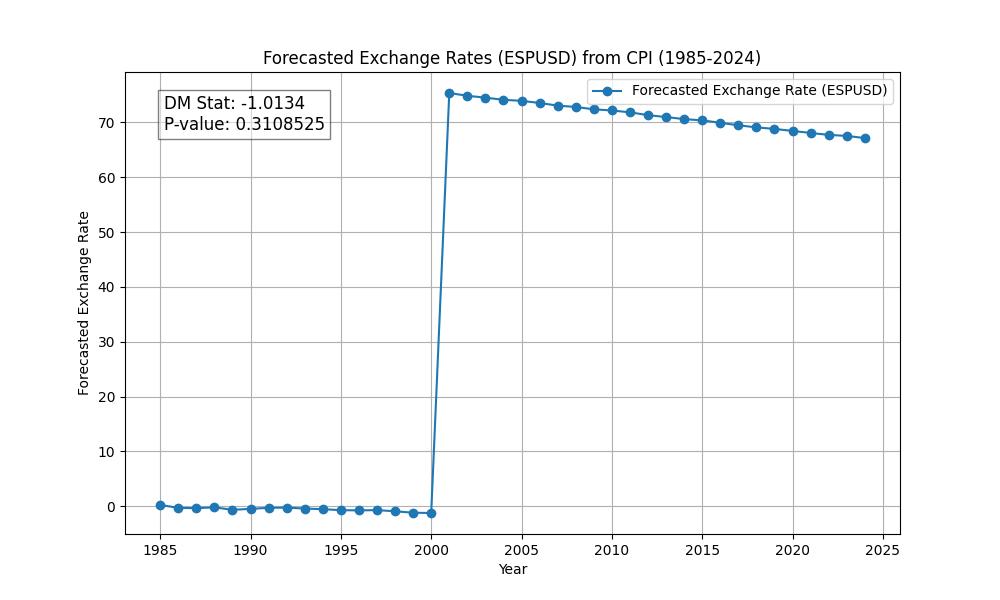 Forecasted Exchange Rates (ESPUSD) from CPI (1985-2024)
DM Stat: -1.0134
P-value: 0.3108525
Forecasted Exchange Rate (ESPUSD)
Forecasted Exchange Rate
70
60
50
40
30
20
10
0
1985 1990 1995 2000 2005 2010 2015 2020 2025
Year